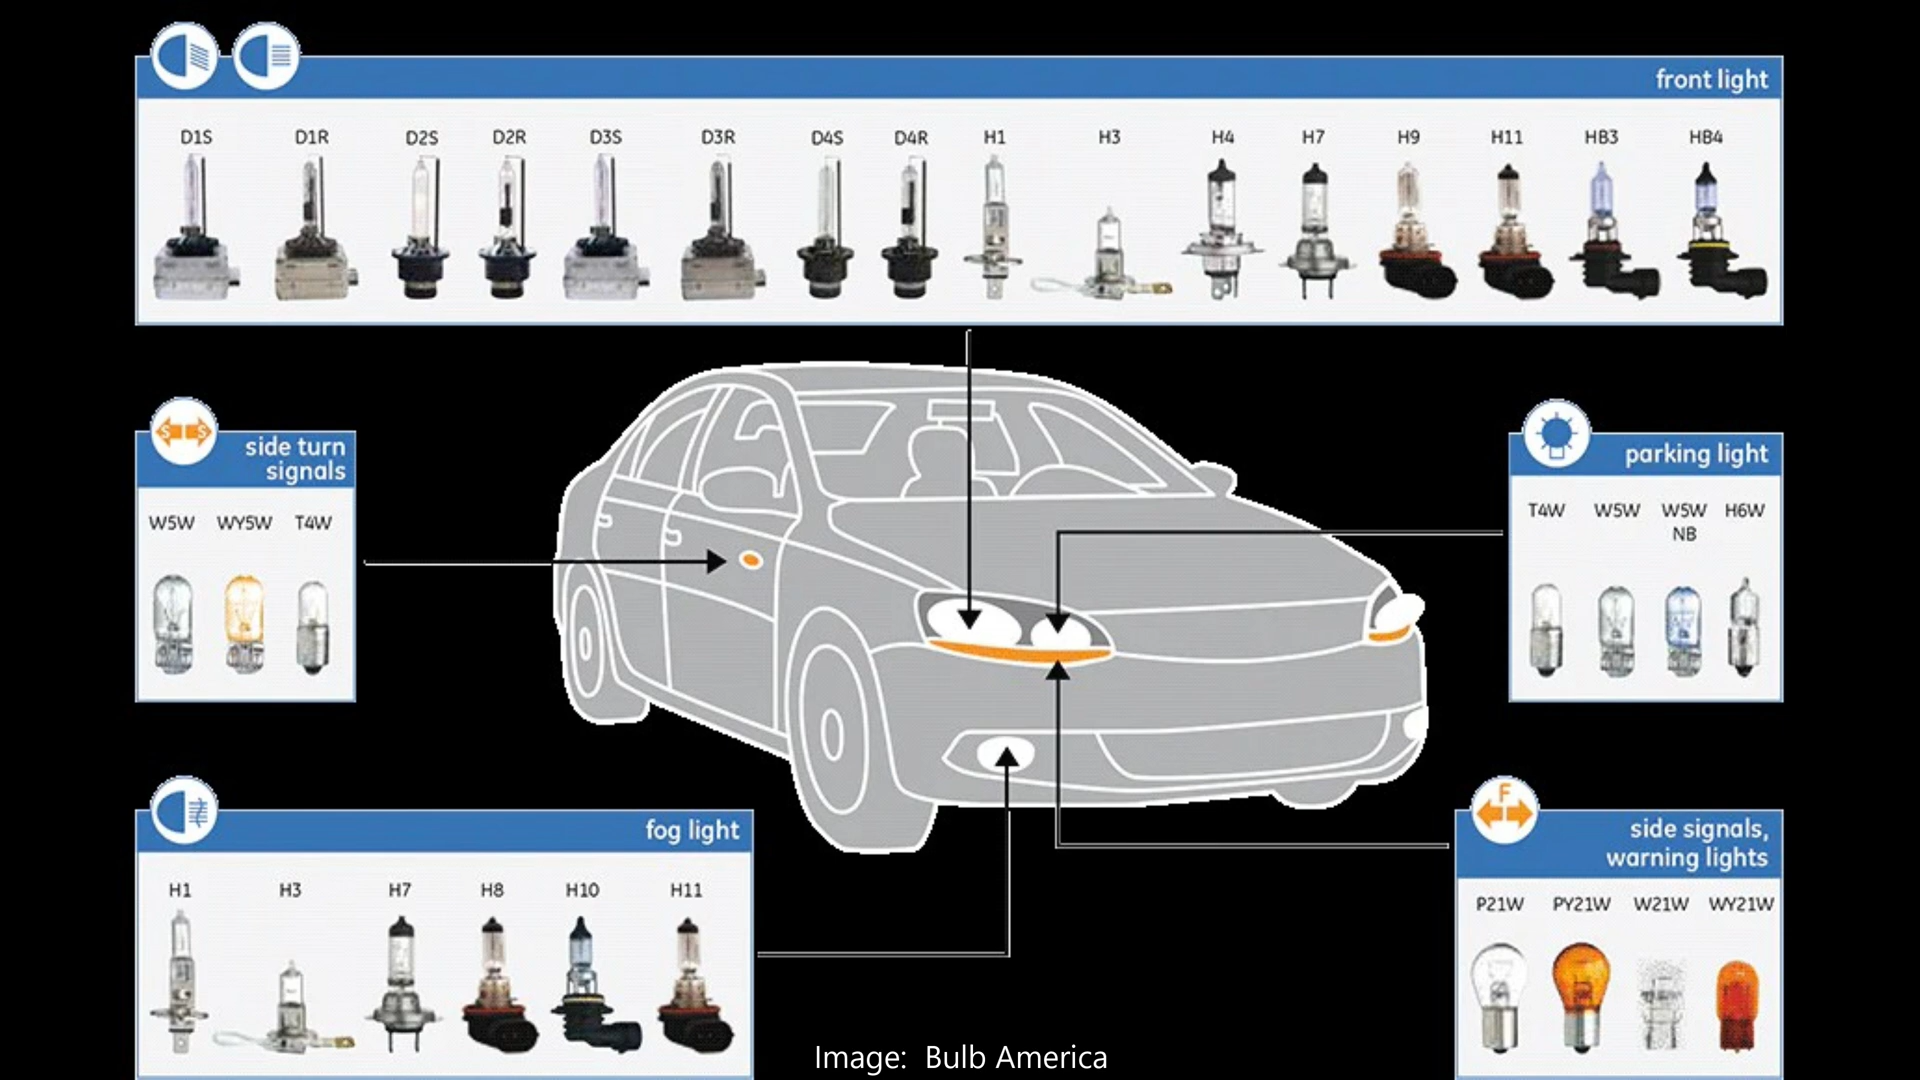 front light
D1S D1R D2S D2R D3S D3R D4S D4R H1 H3 H4 H7 H9 H11 HB3 HB4
S S
side turn
signals
W5W WY5W T4W
parking light
T4W W5W W5W H6W
NB
fog light
H1 H3 H7 H8 H10 H11
F
side signals,
warning lights
P21W PY21W W21W WY21W
Image: Bulb America